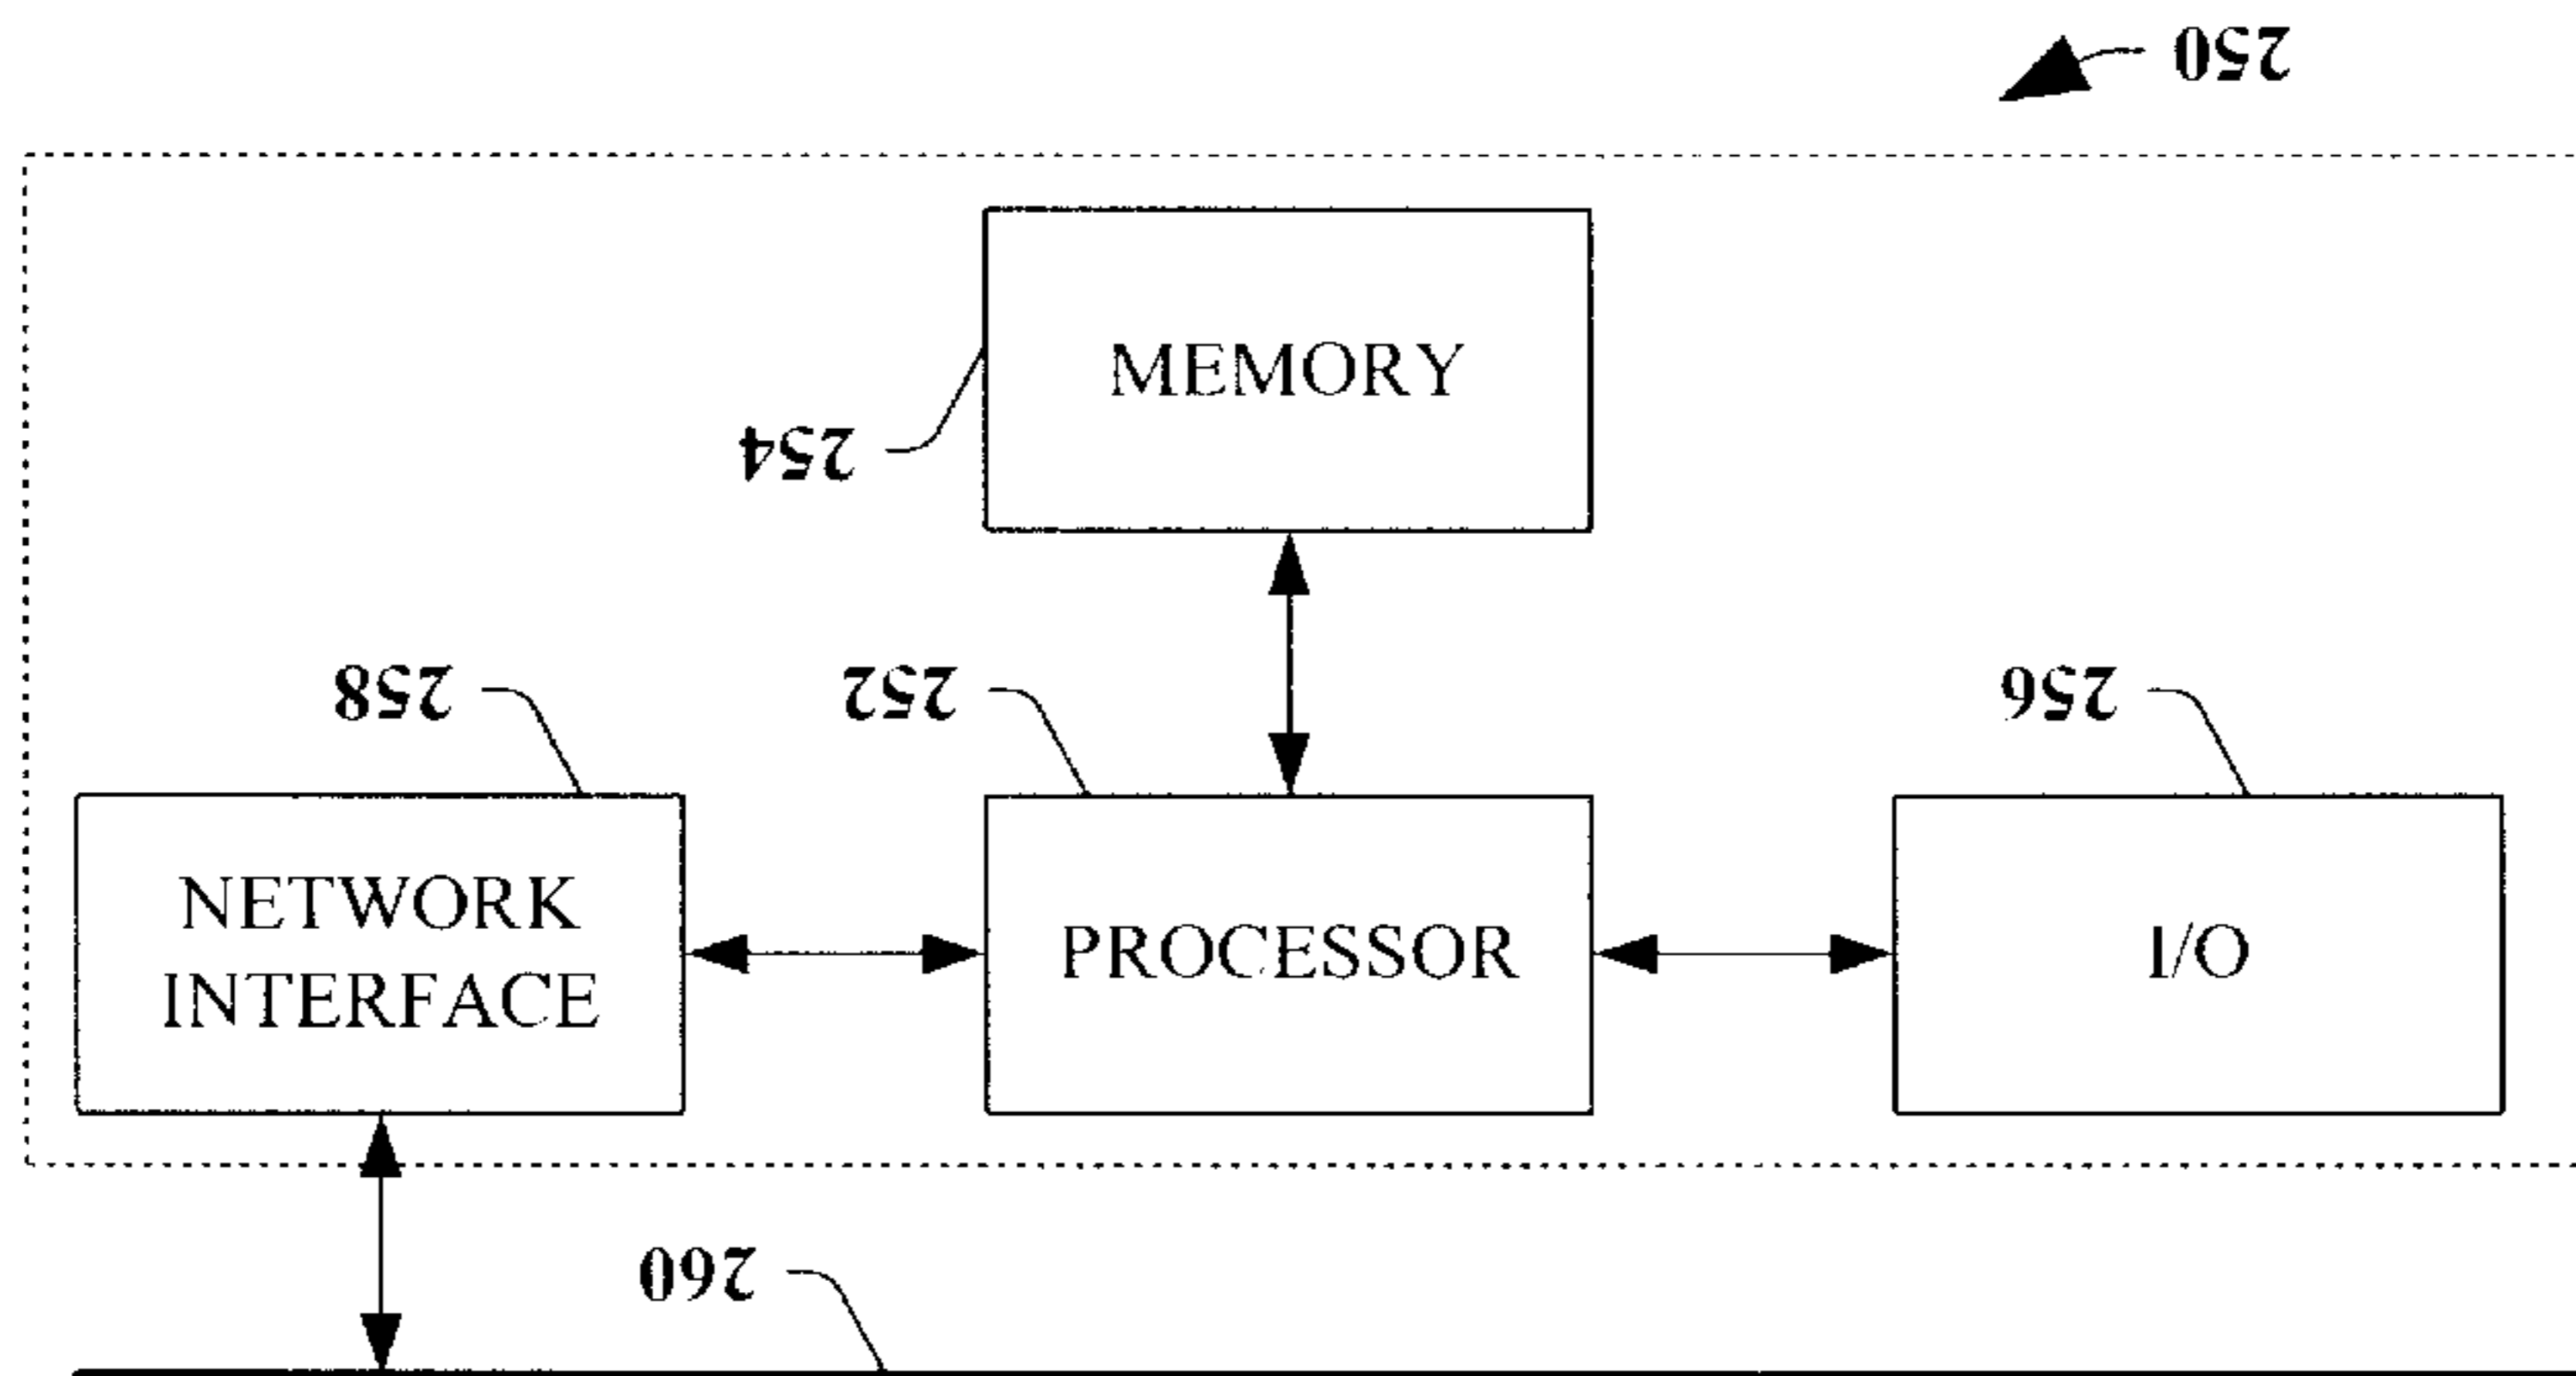 250
MEMORY
254
258
252
256
NETWORK
INTERFACE
PROCESSOR
I/O
260